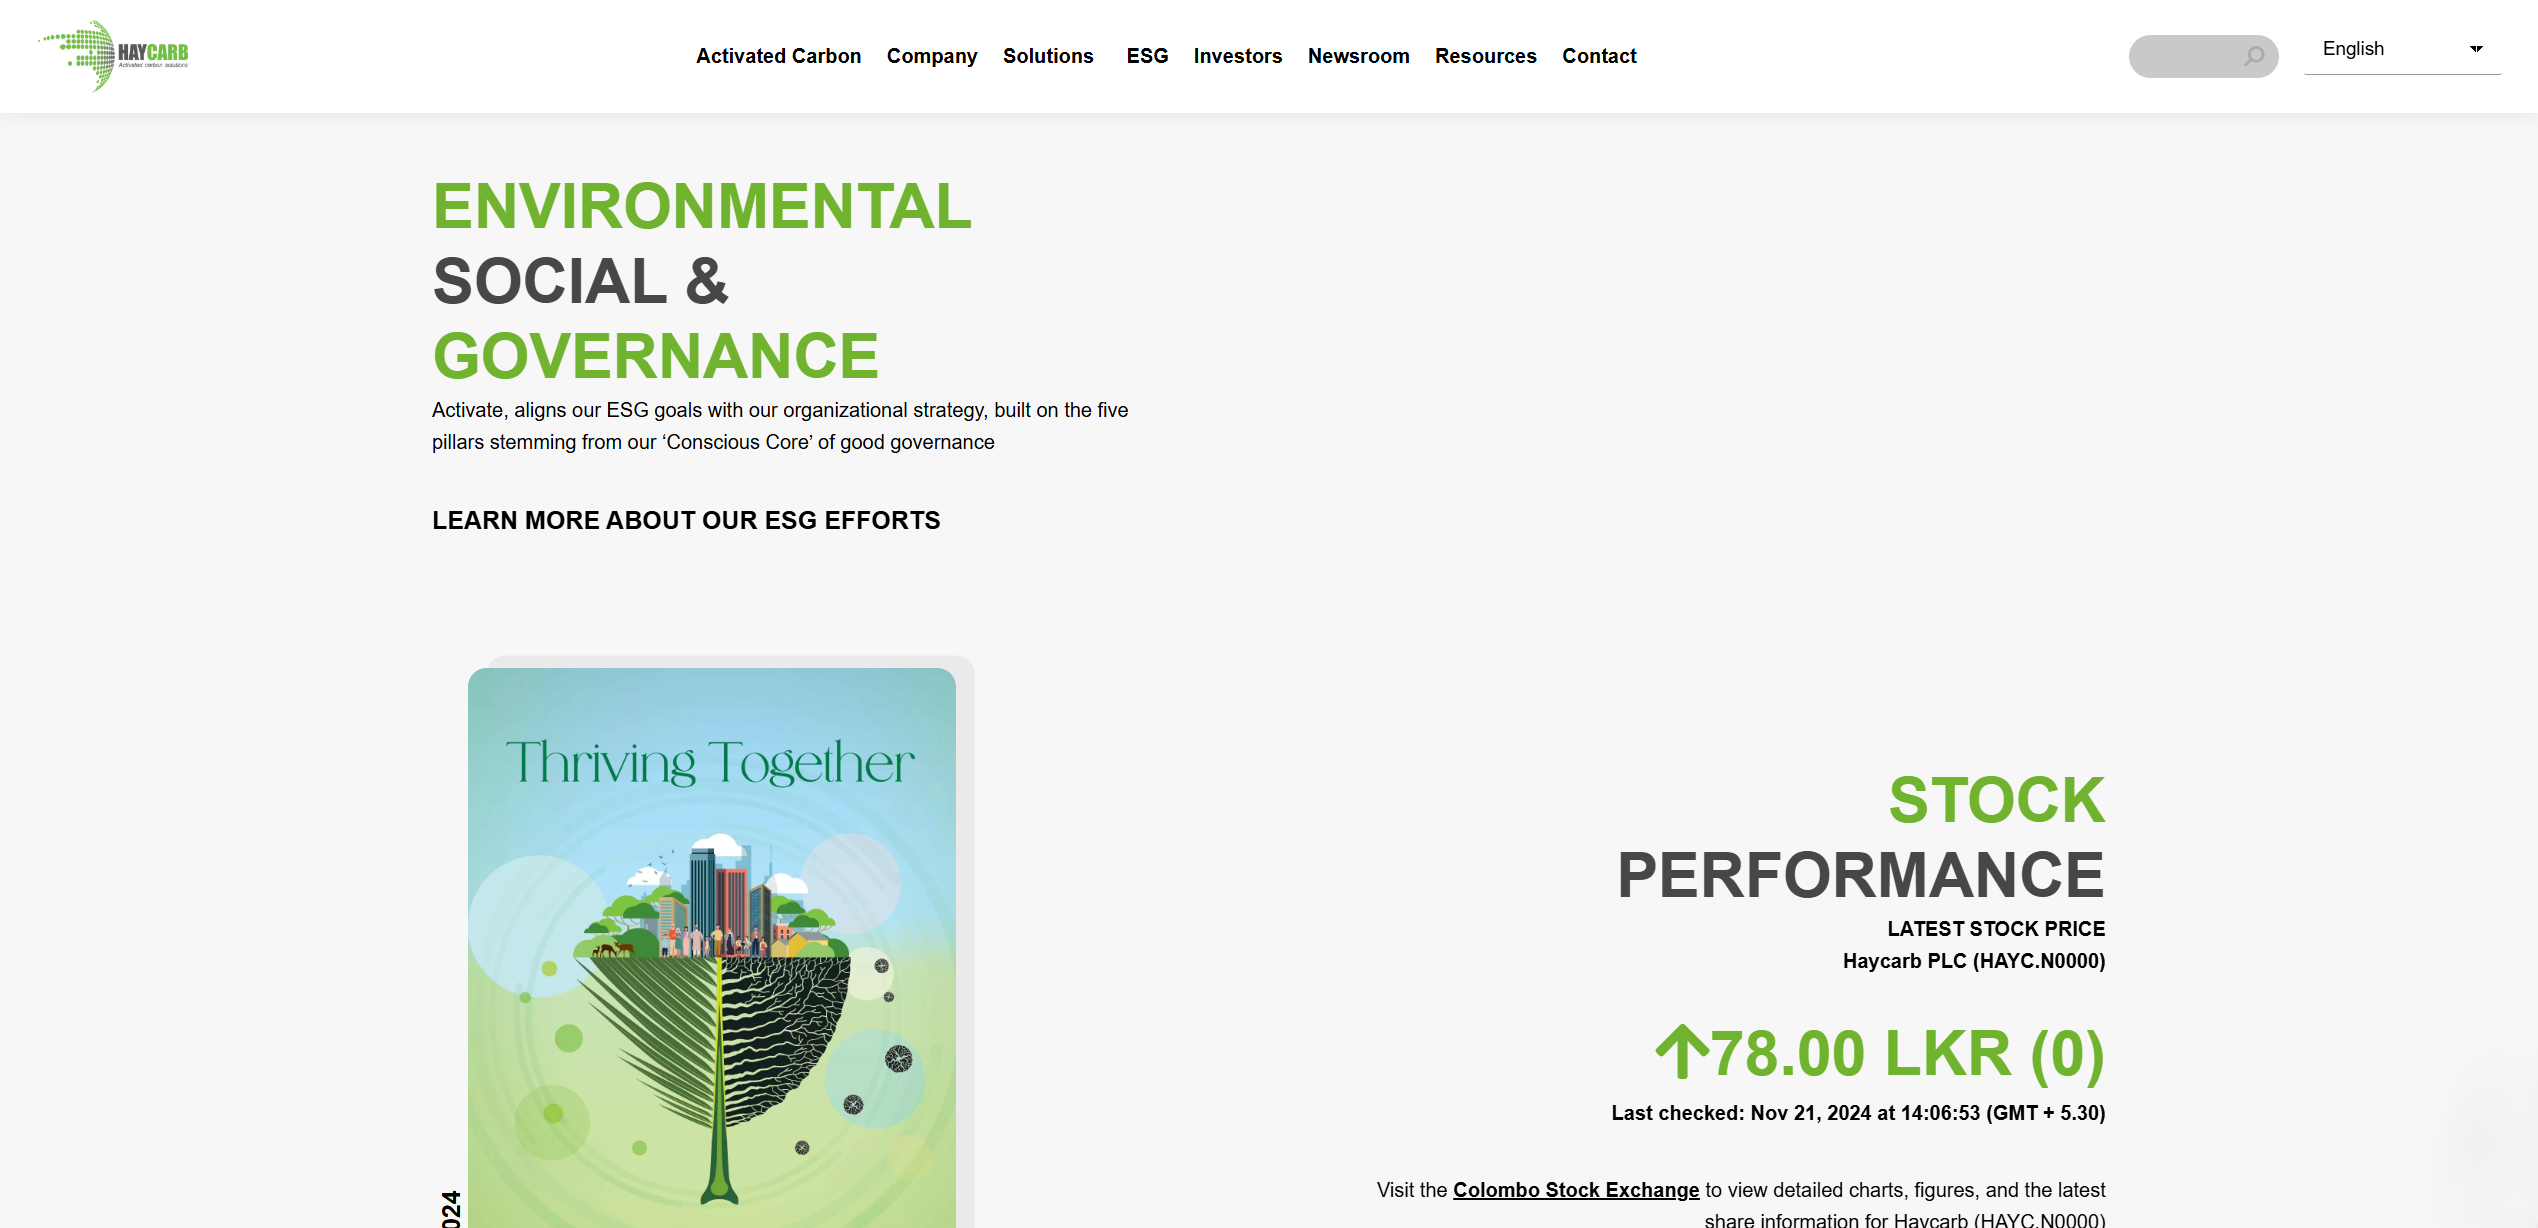 HAYCARB
Activated carbon solutions
Activated Carbon Company Solutions ESG Investors Newsroom Resources Contact
English
ENVIRONMENTAL
SOCIAL &
GOVERNANCE
Activate, aligns our ESG goals with our organizational strategy, built on the five
pillars stemming from our ‘Conscious Core’ of good governance
LEARN MORE ABOUT OUR ESG EFFORTS
Thriving Together
STOCK
PERFORMANCE
LATEST STOCK PRICE
Haycarb PLC (HAYC.N0000)
78.00 LKR (0)
Last checked: Nov 21, 2024 at 14:06:53 (GMT + 5.30)
Visit the Colombo Stock Exchange to view detailed charts, figures, and the latest
share information for Haycarb (HAYC.N0000)